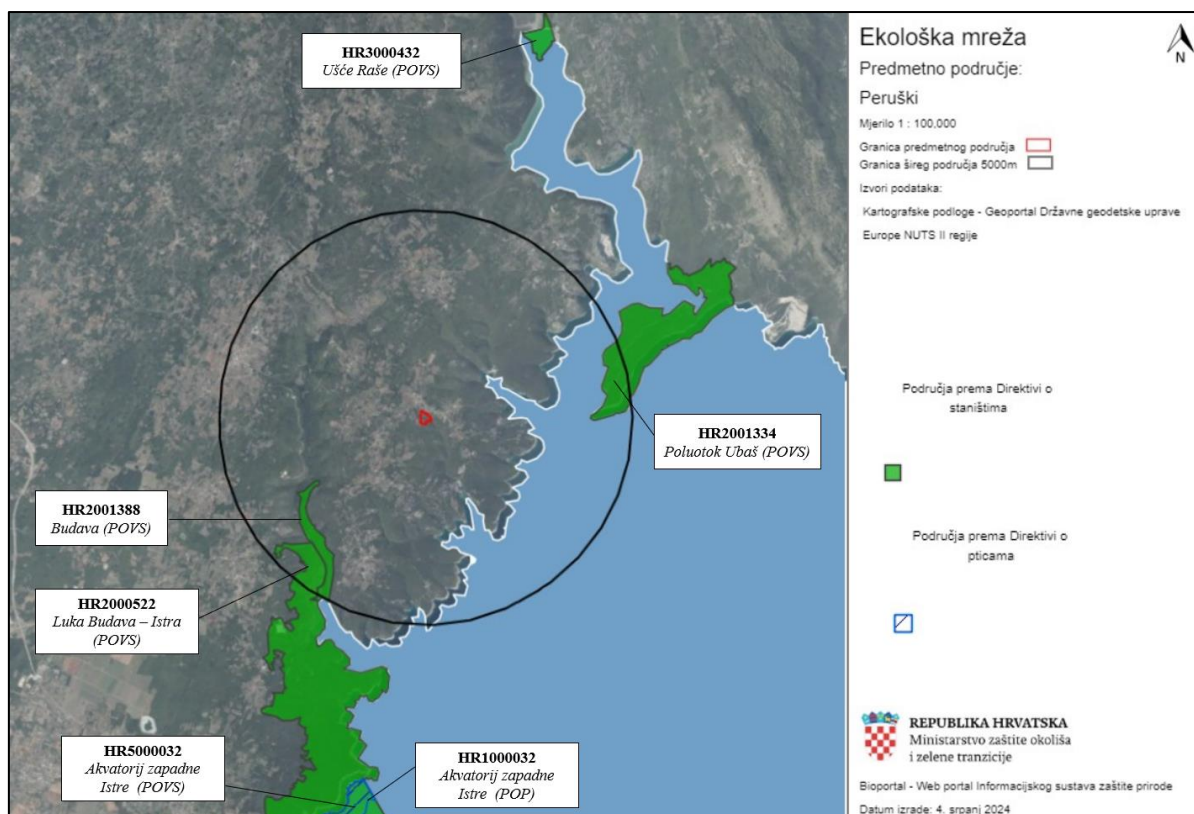 HR3000432
Ušće Raše (POVS)
HR2001334
Poluotok Ubaš (POVS)
HR2001388
Budava (POVS)
HR2000522
Luka Budava – Istra
(POVS)
HR5000032
Akvatorij zapadne
Istre (POVS)
HR1000032
Akvatorij zapadne
Istre (POP)
Ekološka mreža
N
Predmetno područje:
Peruški
Mjerilo 1 : 100,000
Granica predmetnog područja
Granica šireg područja 5000m
Izvori podataka:
Kartografske podloge - Geoportal Državne geodetske uprave
Europe NUTS II regije
Područja prema Direktivi o
staništima
Područja prema Direktivi o
pticama
REPUBLIKA HRVATSKA
Ministarstvo zaštite okoliša
i zelene tranzicije
Bioportal - Web portal Informacijskog sustava zaštite prirode
Datum izrade: 4. srpanj 2024